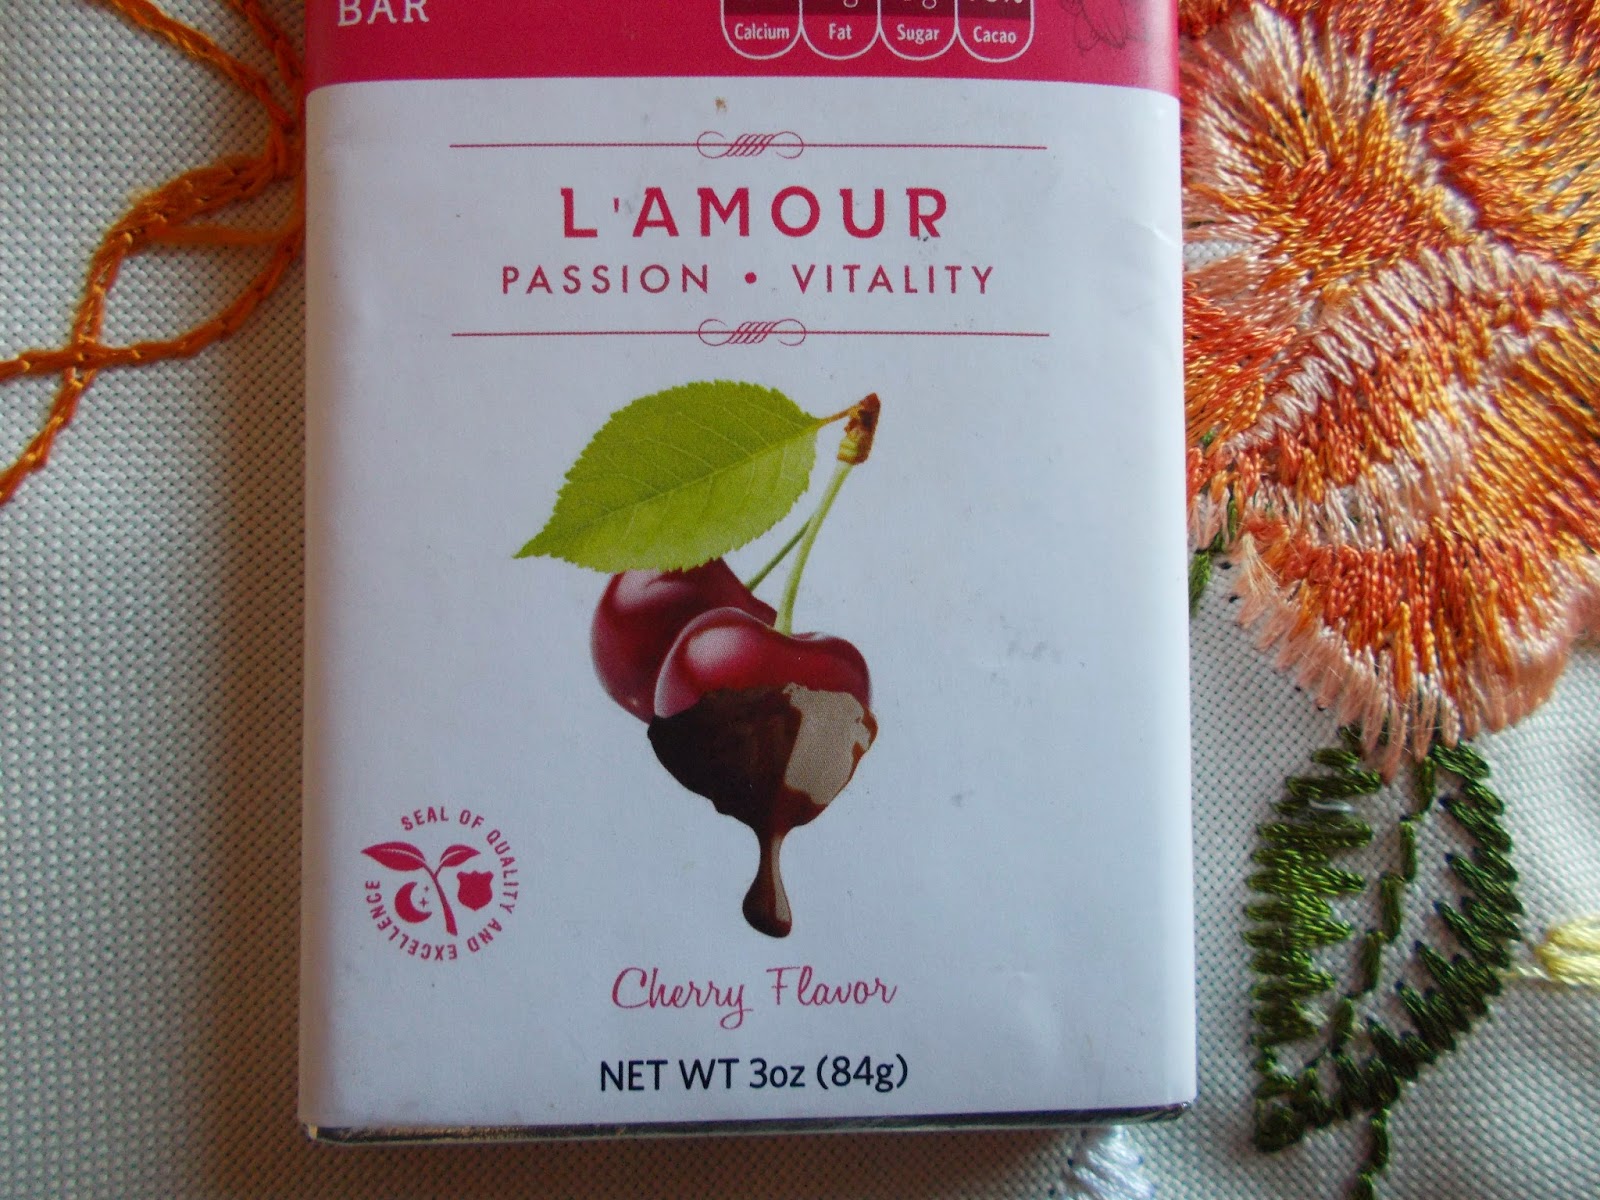 BAR
Calcium Fat Sugar Cacao
L'AMOUR
PASSION • VITALITY
SEAL OF QUALITY AND EXCELLENCE
Cherry Flavor
NET WT 3oz (84g)